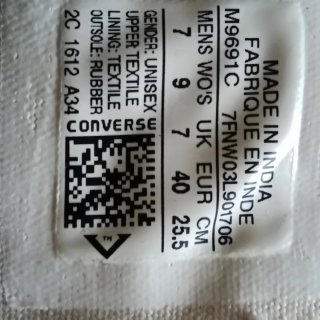 MADE IN INDIA
FABRIQUE EN INDE
M9691C 7FNW03L901706
MENS WO'S UK EUR CM
7 9 7 40 25.5
GENDER: UNISEX
UPPER: TEXTILE
LINING: TEXTILE
OUTSOLE: RUBBER
2C 1612 A34
CONVERSE